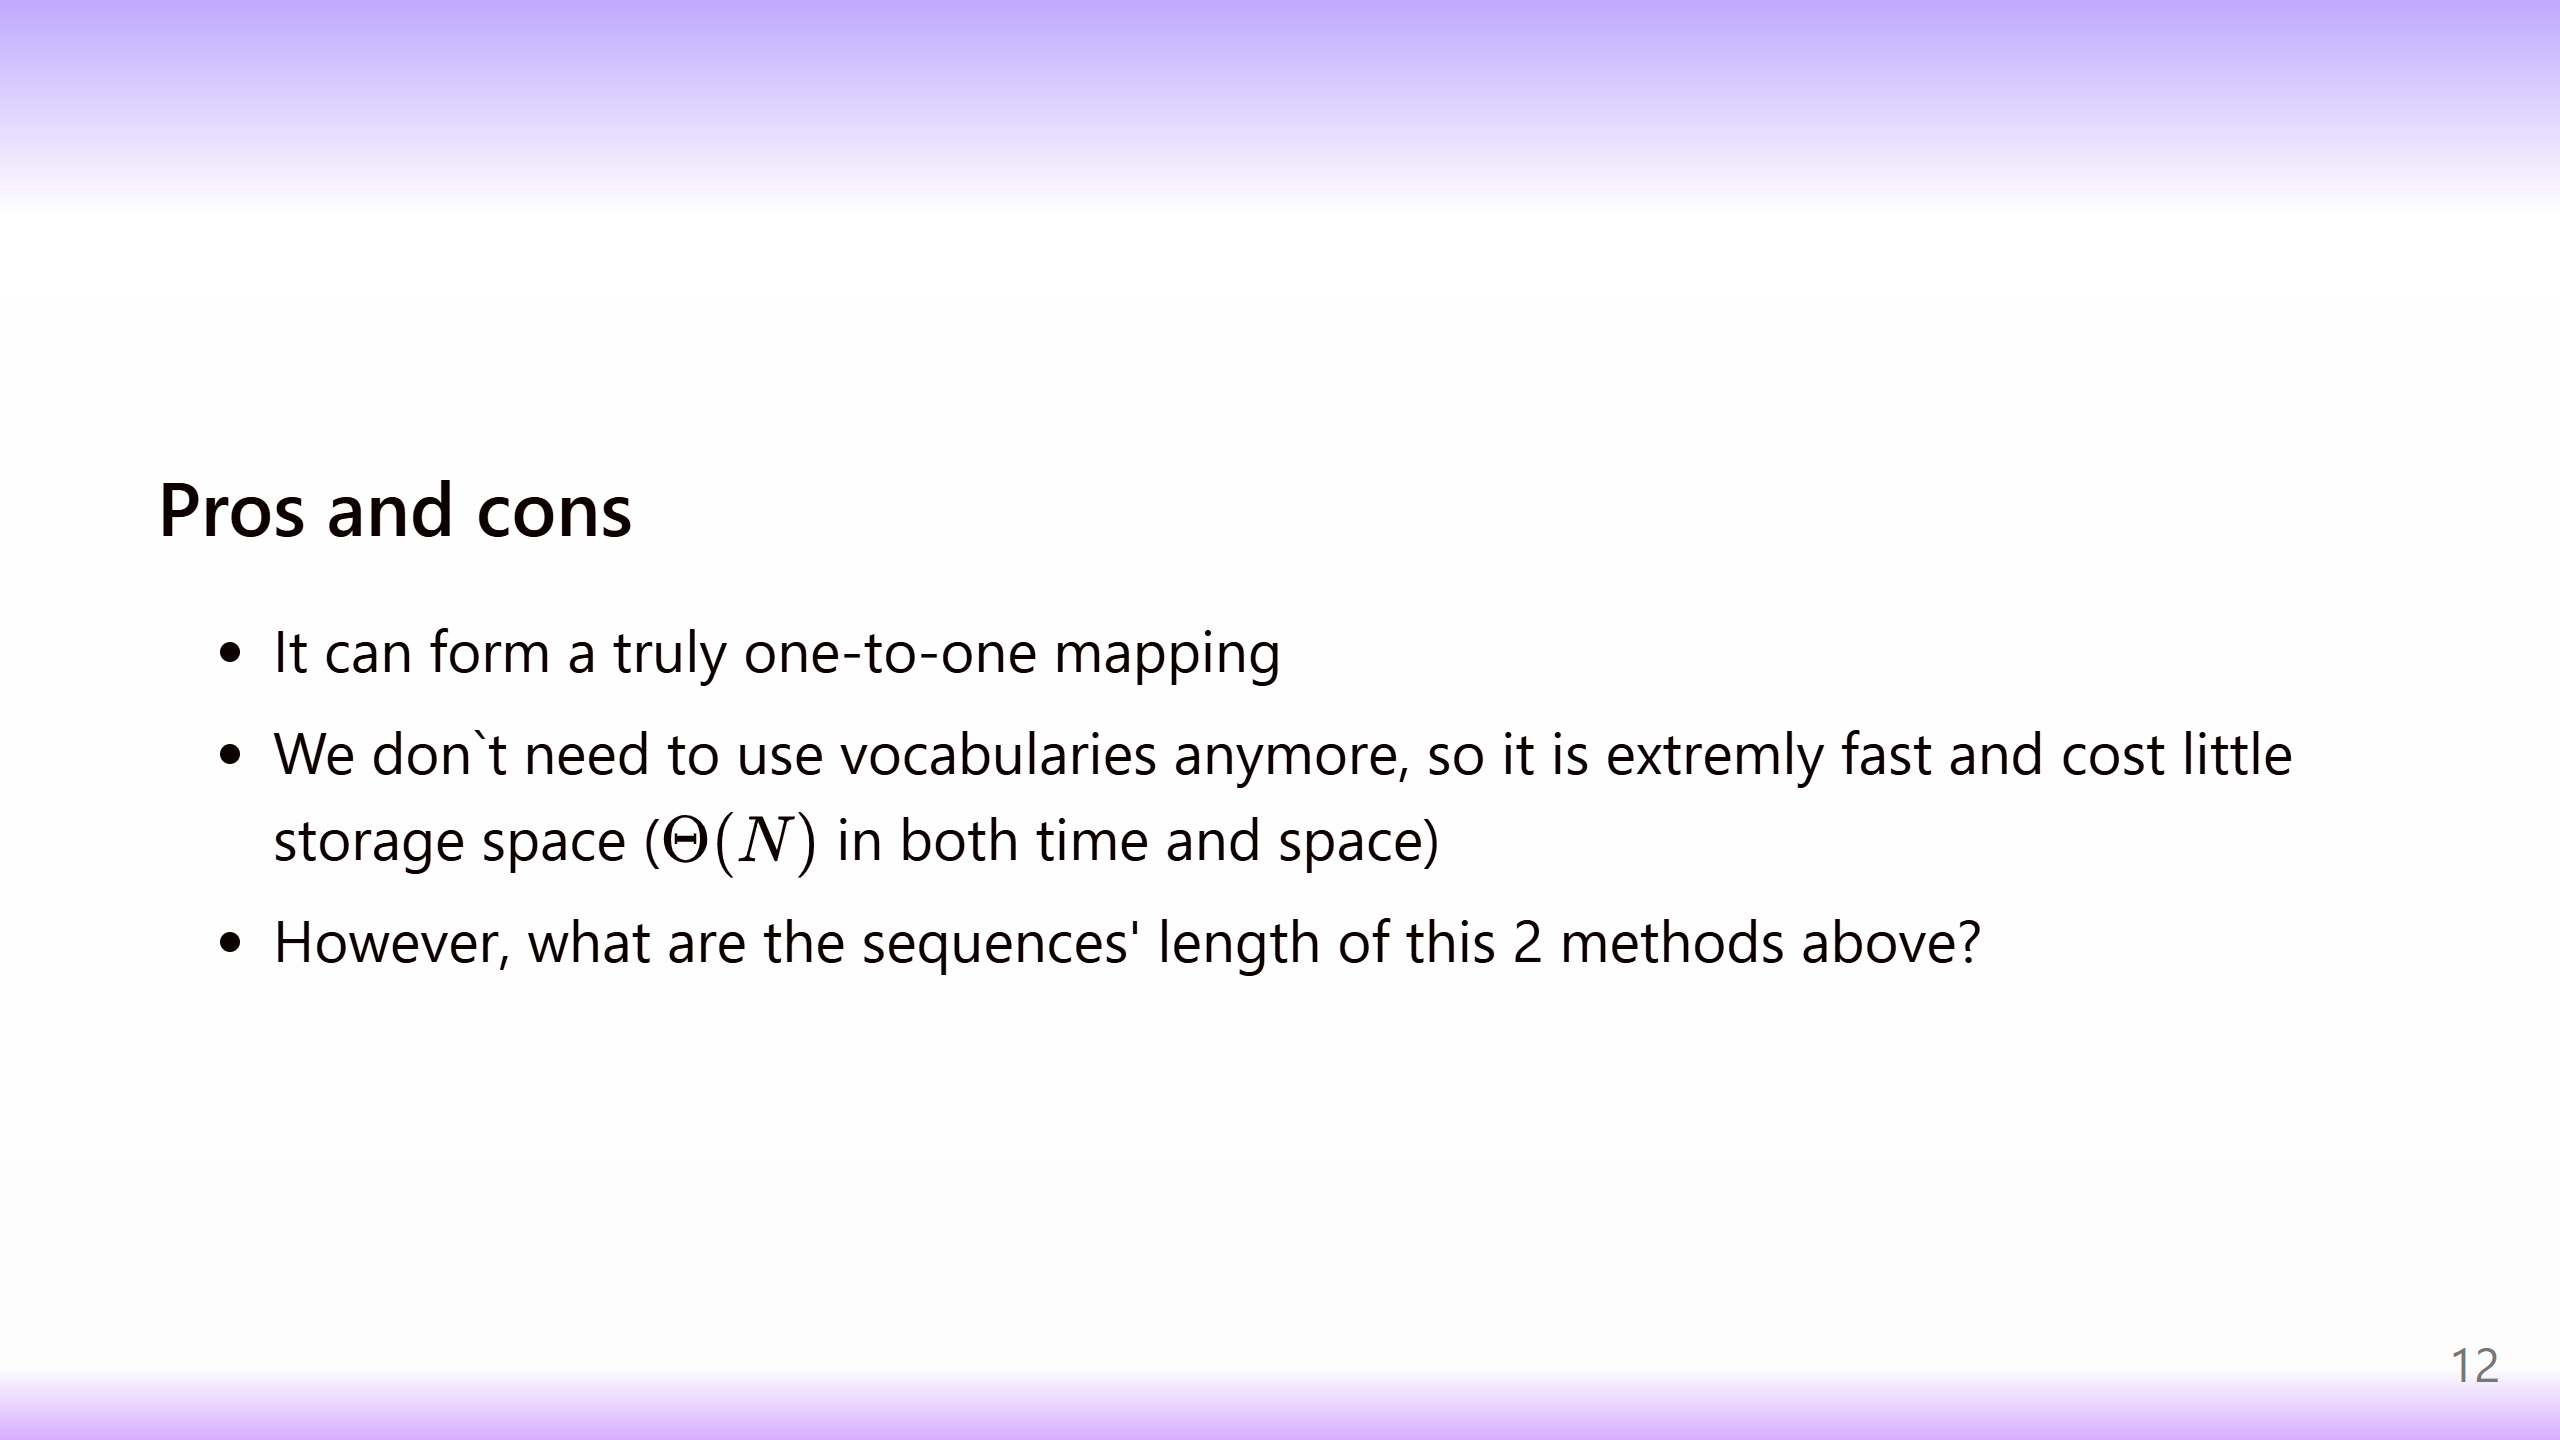 Pros and cons
• It can form a truly one-to-one mapping
• We don`t need to use vocabularies anymore, so it is extremly fast and cost little
storage space (Θ(N) in both time and space)
• However, what are the sequences' length of this 2 methods above?
12